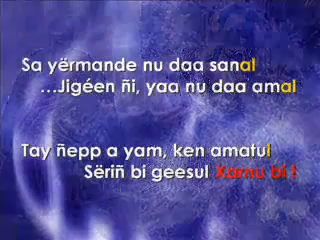 Sa yërmande nu daa sanal
…Jigéen ñi, yaa nu daa amal
Tay ñepp a yam, ken amatul
Sëriñ bi geesul Xarnu bi !